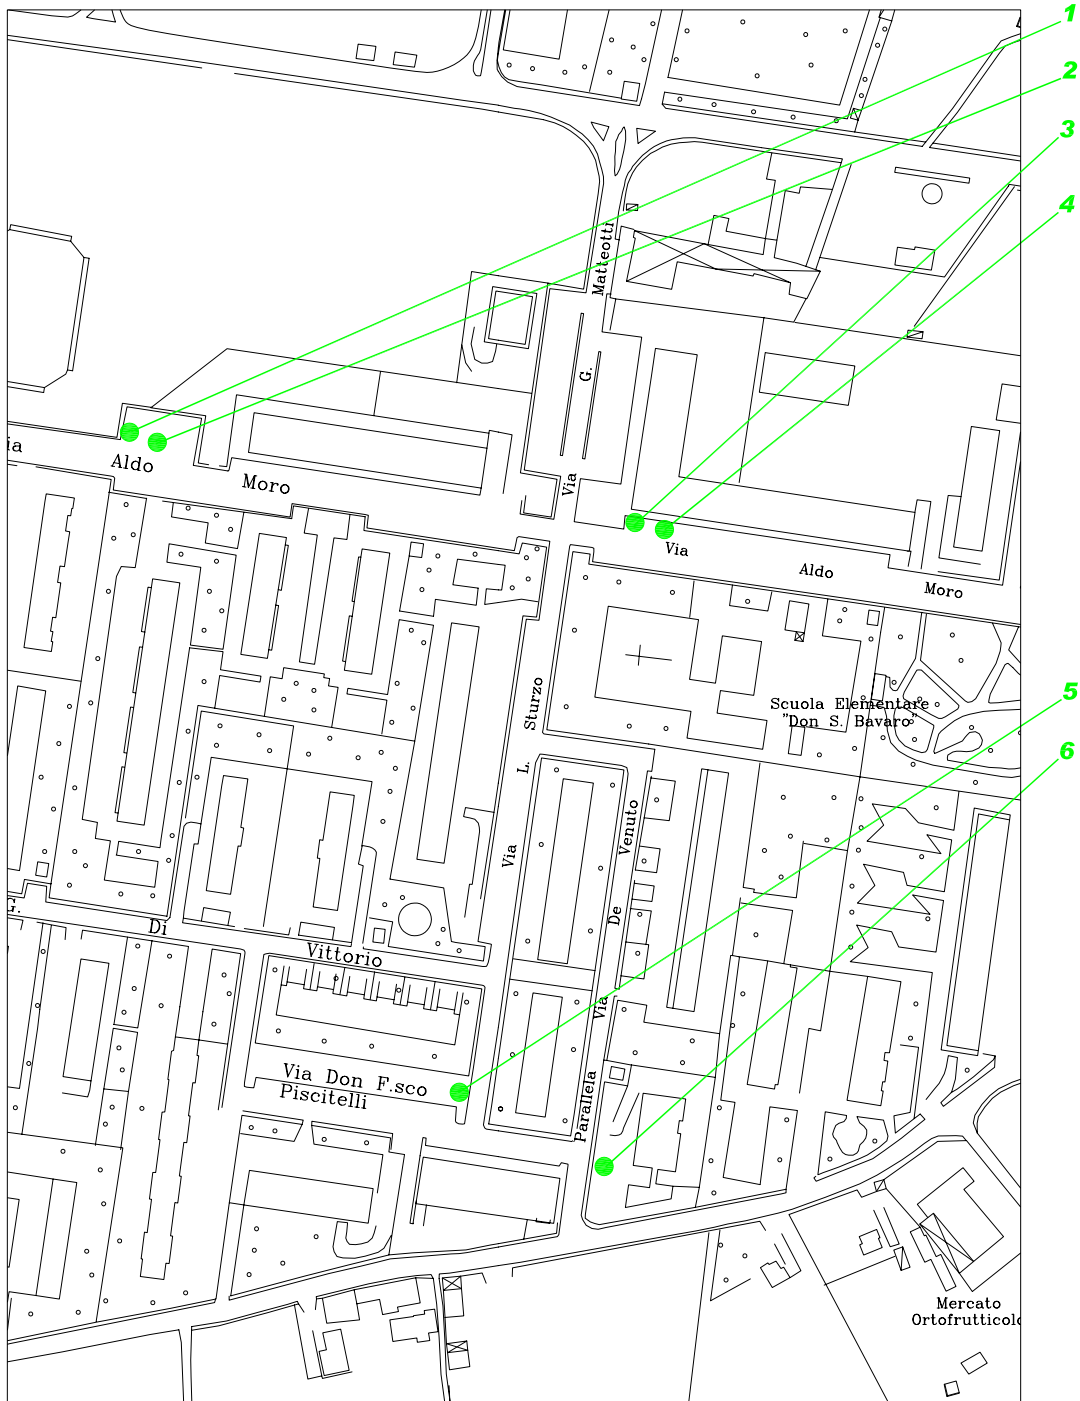 1
2
3
4
Via G. Matteotti
ia Aldo Moro
Via Aldo Moro
Scuola Elementare
"Don S. Bavaro"
Via L. Sturzo
5
6
Parallela Via De Venuto
G. Di Vittorio
Via Don F.sco
Piscitelli
Mercato
Ortofrutticolo